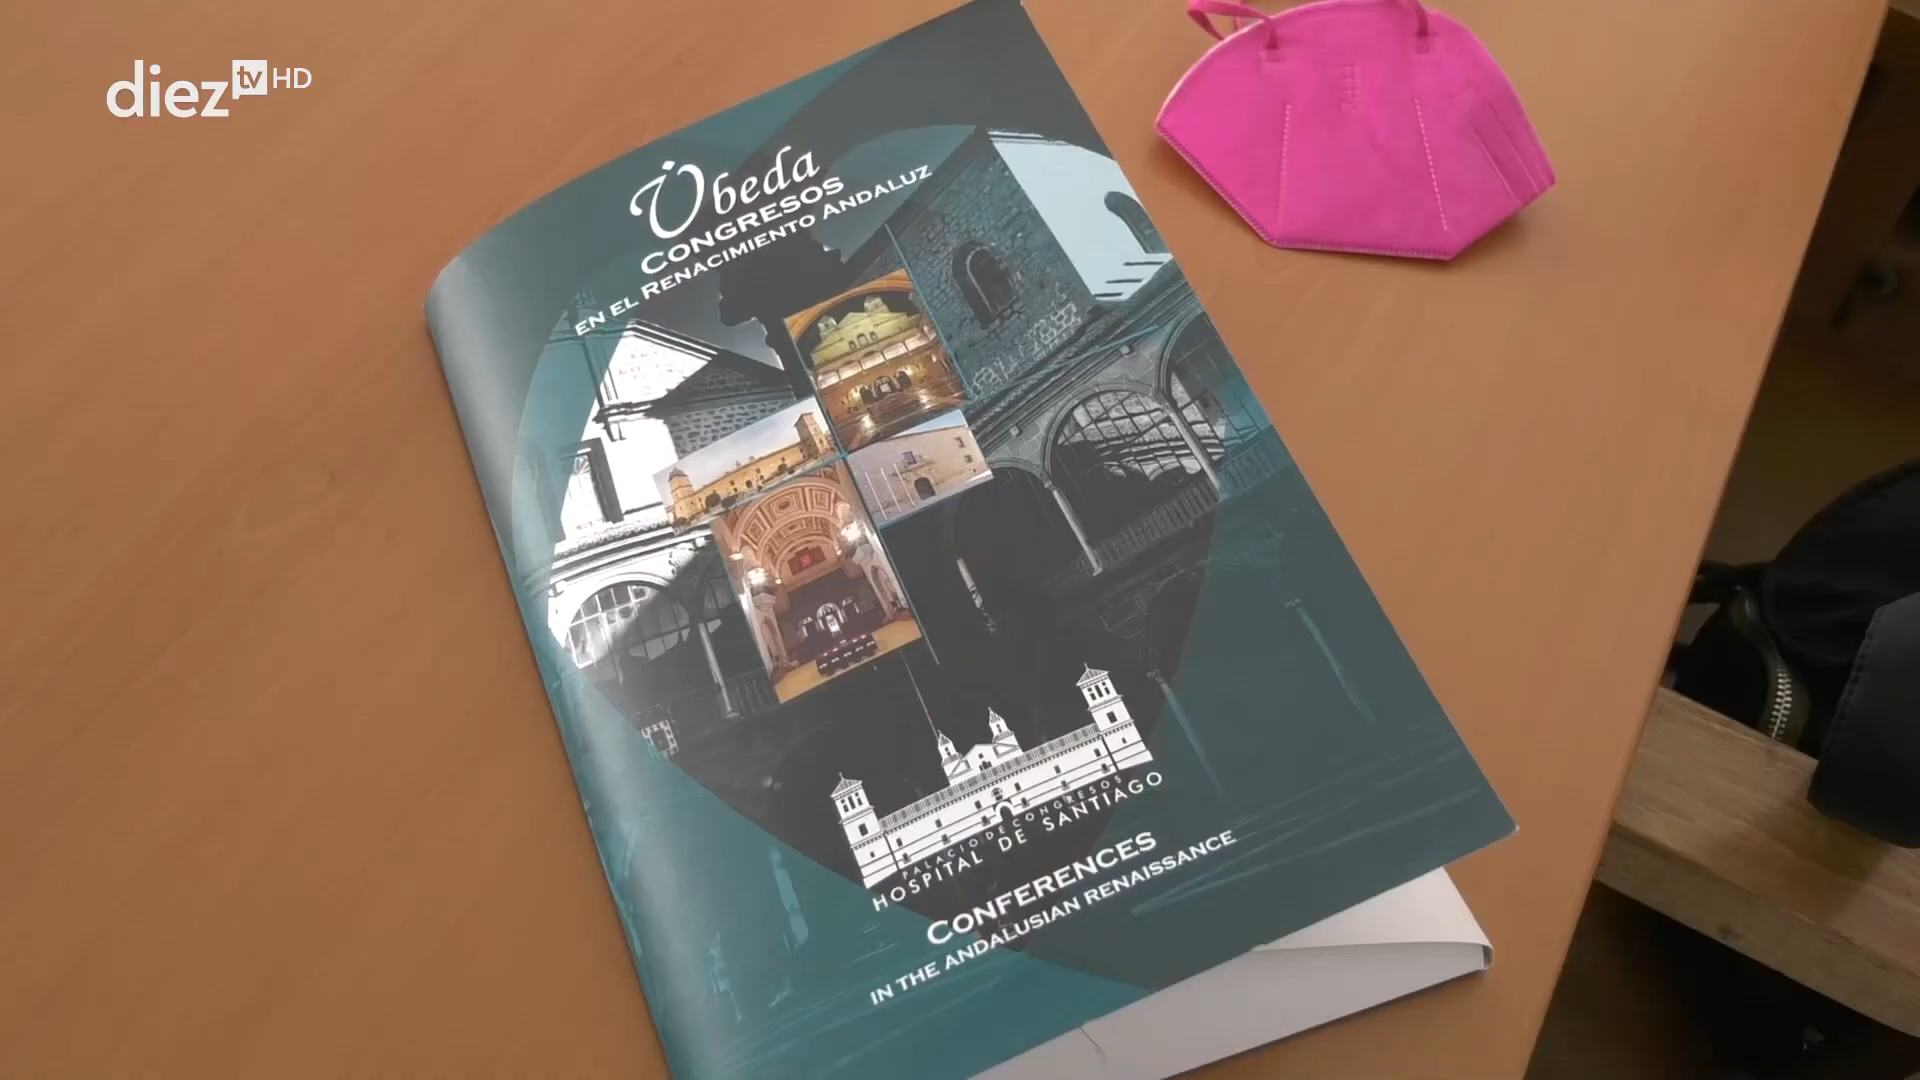 diez tv HD
Úbeda
CONGRESOS
EN EL RENACIMIENTO ANDALUZ
PALACIO DE CONGRESOS
HOSPITAL DE SANTIAGO
CONFERENCES
IN THE ANDALUSIAN RENAISSANCE